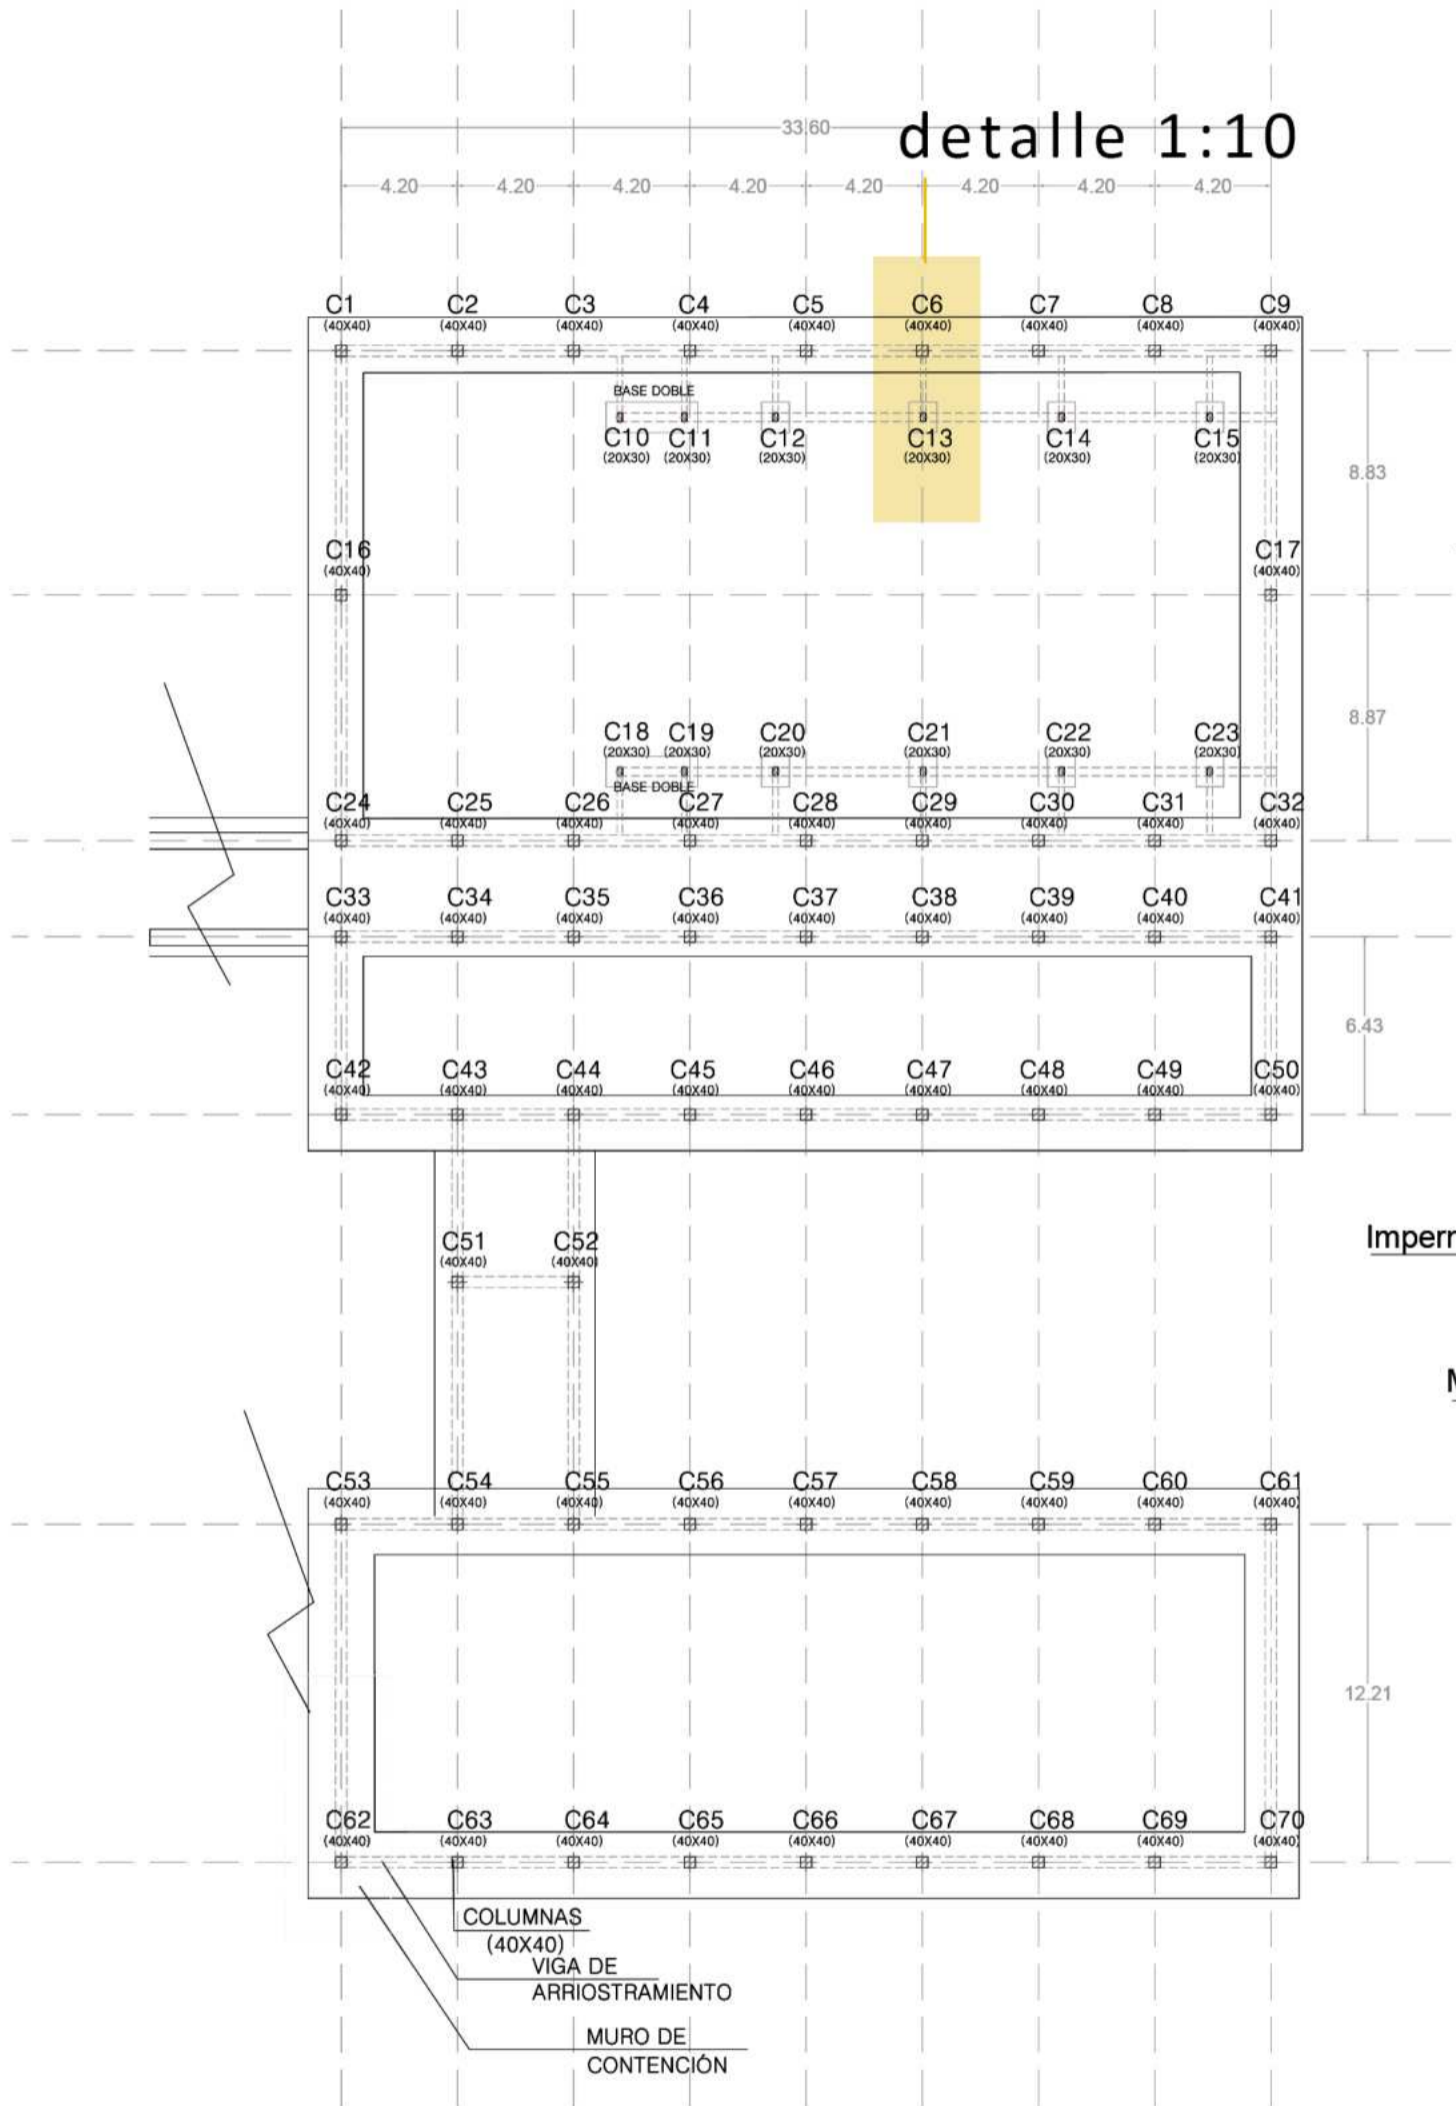 33.60
detalle 1:10
4.20 4.20 4.20 4.20 4.20 4.20 4.20 4.20
C1 C2 C3 C4 C5 C6 C7 C8 C9
(40X40) (40X40) (40X40) (40X40) (40X40) (40X40) (40X40) (40X40) (40X40)
BASE DOBLE
C10 C11 C12 C13 C14 C15
(20X30) (20X30) (20X30) (20X30) (20X30) (20X30)
8.83
C16 C17
(40X40) (40X40)
8.87
C18 C19 C20 C21 C22 C23
(20X30) (20X30) (20X30) (20X30) (20X30) (20X30)
BASE DOBLE
C24 C25 C26 C27 C28 C29 C30 C31 C32
(40X40) (40X40) (40X40) (40X40) (40X40) (40X40) (40X40) (40X40) (40X40)
C33 C34 C35 C36 C37 C38 C39 C40 C41
(40X40) (40X40) (40X40) (40X40) (40X40) (40X40) (40X40) (40X40) (40X40)
6.43
C42 C43 C44 C45 C46 C47 C48 C49 C50
(40X40) (40X40) (40X40) (40X40) (40X40) (40X40) (40X40) (40X40) (40X40)
C51 C52
(40X40) (40X40)
C53 C54 C55 C56 C57 C58 C59 C60 C61
(40X40) (40X40) (40X40) (40X40) (40X40) (40X40) (40X40) (40X40) (40X40)
12.21
C62 C63 C64 C65 C66 C67 C68 C69 C70
(40X40) (40X40) (40X40) (40X40) (40X40) (40X40) (40X40) (40X40) (40X40)
COLUMNAS
(40X40)
VIGA DE
ARRIOSTRAMIENTO
MURO DE
CONTENCIÓN